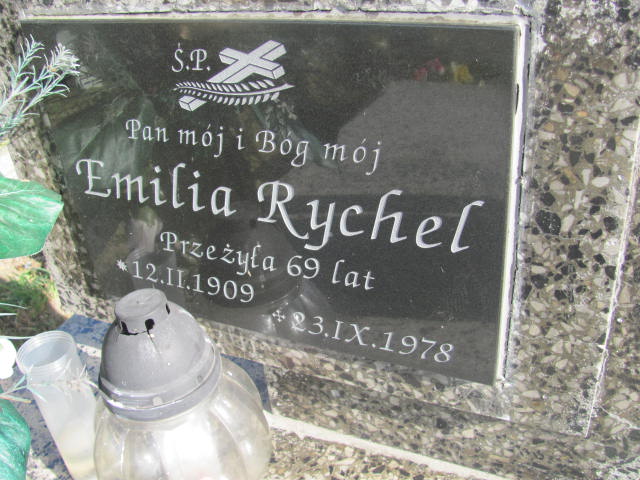 Ś.P.
Pan mój i Bóg mój
Emilia Rychel
Przeżyła 69 lat
*12.II.1909
+23.IX.1978